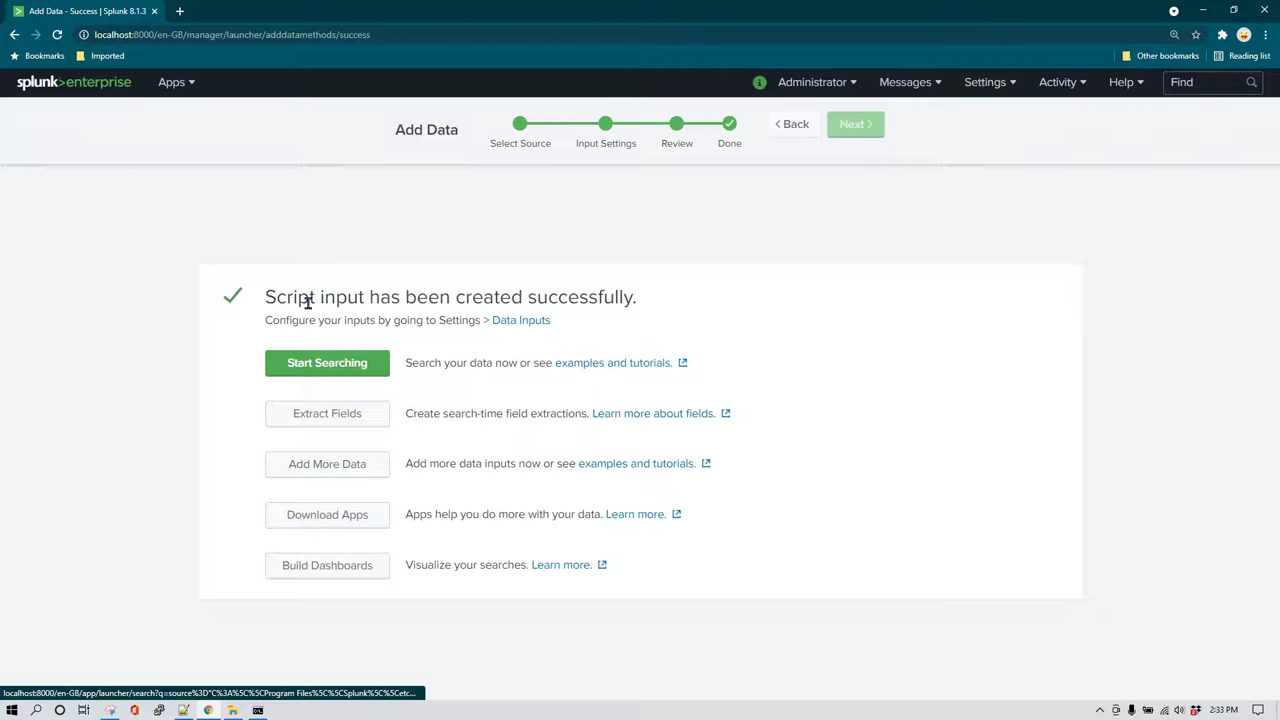 Add Data - Success | Splunk 8.1.3
localhost:8000/en-GB/manager/launcher/adddatamethods/success
Bookmarks Imported Other bookmarks Reading list
splunk>enterprise Apps Administrator Messages Settings Activity Help Find
Add Data
Select Source Input Settings Review Done
< Back Next >
Script input has been created successfully.
Configure your inputs by going to Settings > Data Inputs
Start Searching Search your data now or see examples and tutorials.
Extract Fields Create search-time field extractions. Learn more about fields.
Add More Data Add more data inputs now or see examples and tutorials.
Download Apps Apps help you do more with your data. Learn more.
Build Dashboards Visualize your searches. Learn more.
localhost:8000/en-GB/app/launcher/search?q=source%3D"C%3A%5C%5CProgram Files%5C%5CSplunk%5C%5Cetc...
2:33 PM